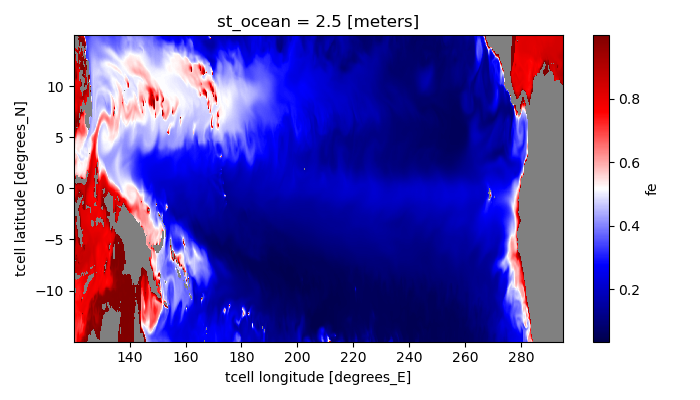 st_ocean = 2.5 [meters]
10
5
0
−5
−10
tcell latitude [degrees_N]
140 160 180 200 220 240 260 280
tcell longitude [degrees_E]
0.8
0.6
0.4
0.2
fe